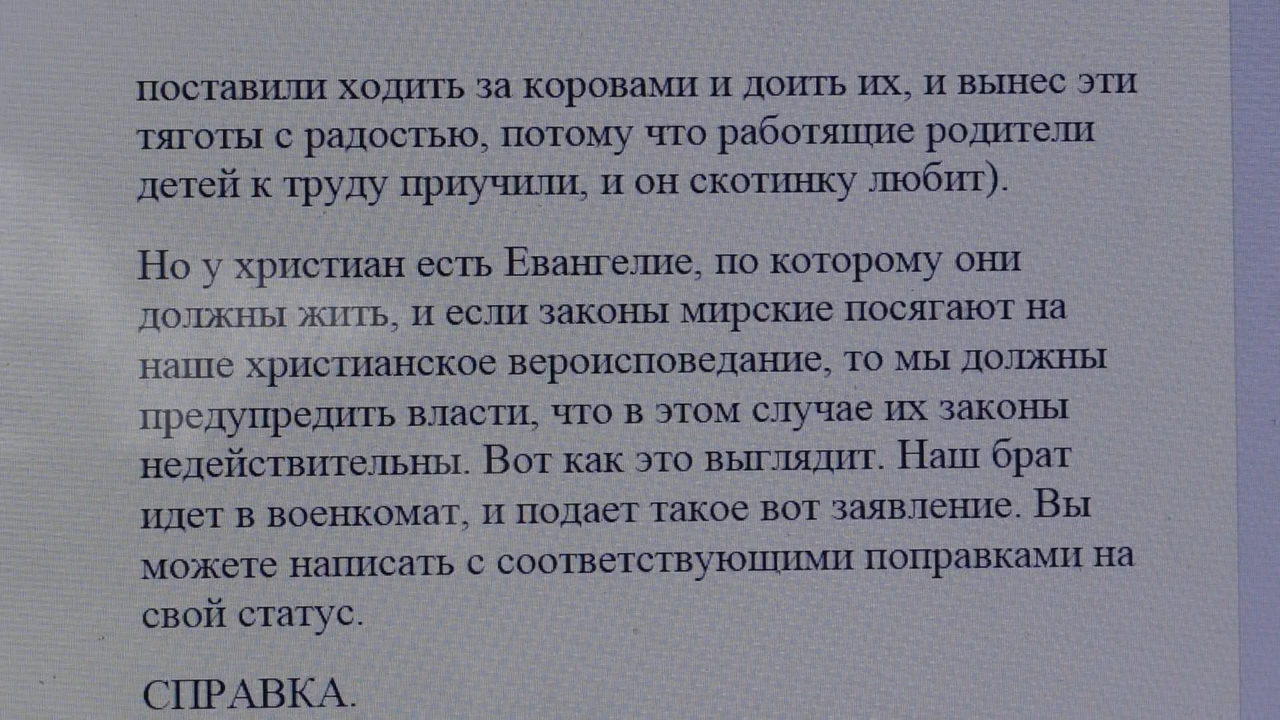 поставили ходить за коровами и доить их, и вынес эти
тяготы с радостью, потому что работящие родители
детей к труду приучили, и он скотинку любит).
Но у христиан есть Евангелие, по которому они
должны жить, и если законы мирские посягают на
наше христианское вероисповедание, то мы должны
предупредить власти, что в этом случае их законы
недействительны. Вот как это выглядит. Наш брат
идет в военкомат, и подает такое вот заявление. Вы
можете написать с соответствующими поправками на
свой статус.
СПРАВКА.